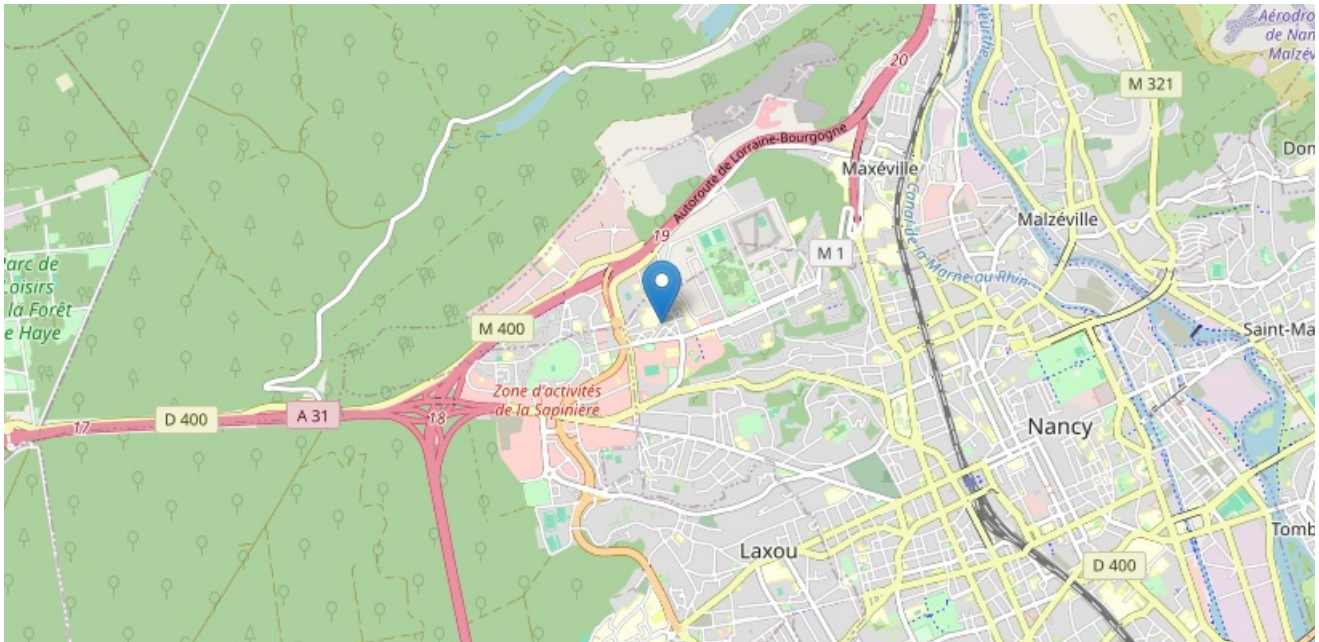 Aérodro
de Nan
Malzév
Meurthe
20
M 321
Autoroute de Lorraine-Bourgogne
Maxéville
Dom
Canal de la Marne au Rhin
Malzéville
19
M 1
Parc de
Loisirs
la Forêt
e Haye
M 400
Saint-Ma
Zone d'activités
de la Sapinière
A 31
D 400
17
18
Nancy
Tomb
Laxou
D 400